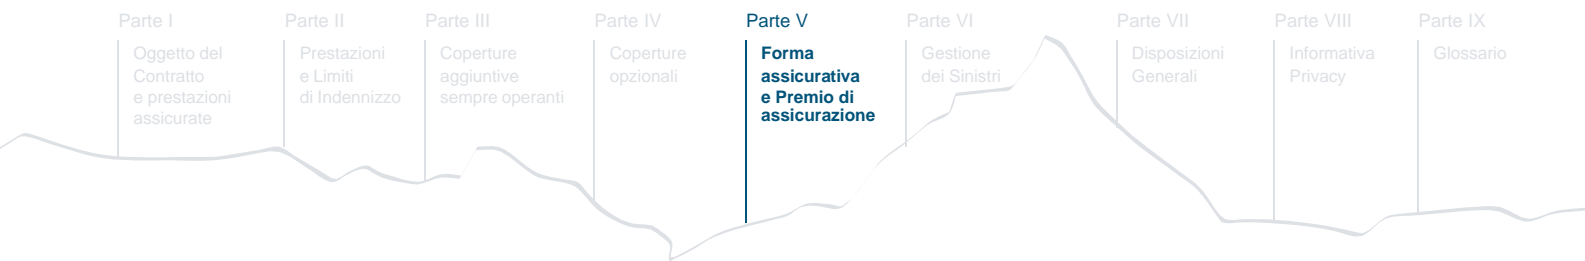 Parte I
Oggetto del
Contratto
e prestazioni
assicurate
Parte II
Prestazioni
e Limiti
di Indennizzo
Parte III
Coperture
aggiuntive
sempre operanti
Parte IV
Coperture
opzionali
Parte V
Forma
assicurativa
e Premio di
assicurazione
Parte VI
Gestione
dei Sinistri
Parte VII
Disposizioni
Generali
Parte VIII
Informativa
Privacy
Parte IX
Glossario